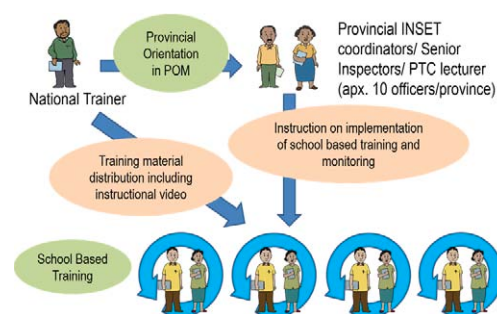 Provincial
Orientation
in POM
National Trainer
Provincial INSET
coordinators/ Senior
Inspectors/ PTC lecturer
(apx. 10 officers/province)
Training material
distribution including
instructional video
Instruction on implementation
of school based training and
monitoring
School Based
Training